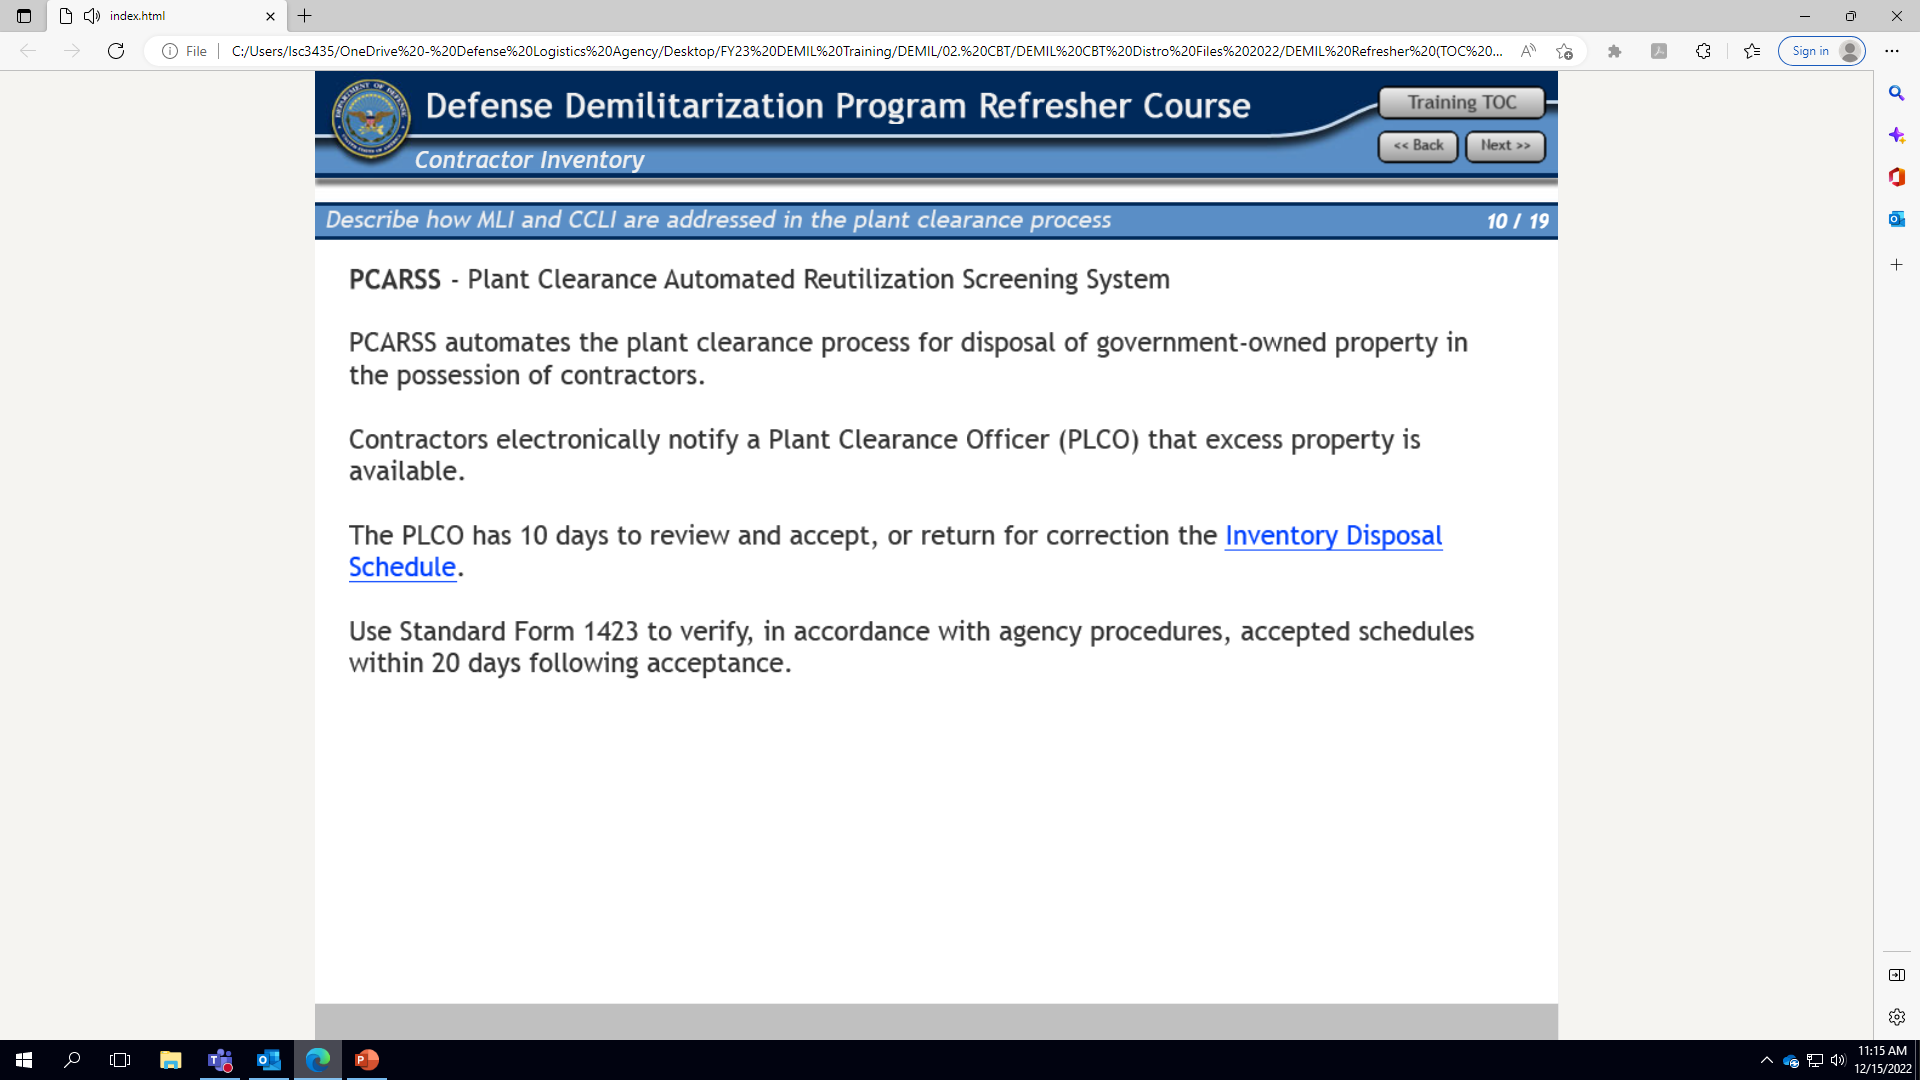 index.html
File
C:/Users/lsc3435/OneDrive%20-%20Defense%20Logistics%20Agency/Desktop/FY23%20DEMIL%20Training/DEMIL/02.%20CBT/DEMIL%20CBT%20Distro%20Files%202022/DEMIL%20Refresher%20(TOC%20...
Sign in
Defense Demilitarization Program Refresher Course
Training TOC
<< Back
Next >>
Contractor Inventory
Describe how MLI and CCLI are addressed in the plant clearance process
10 / 19
PCARSS - Plant Clearance Automated Reutilization Screening System
PCARSS automates the plant clearance process for disposal of government-owned property in
the possession of contractors.
Contractors electronically notify a Plant Clearance Officer (PLCO) that excess property is
available.
The PLCO has 10 days to review and accept, or return for correction the Inventory Disposal
Schedule.
Use Standard Form 1423 to verify, in accordance with agency procedures, accepted schedules
within 20 days following acceptance.
11:15 AM
12/15/2022